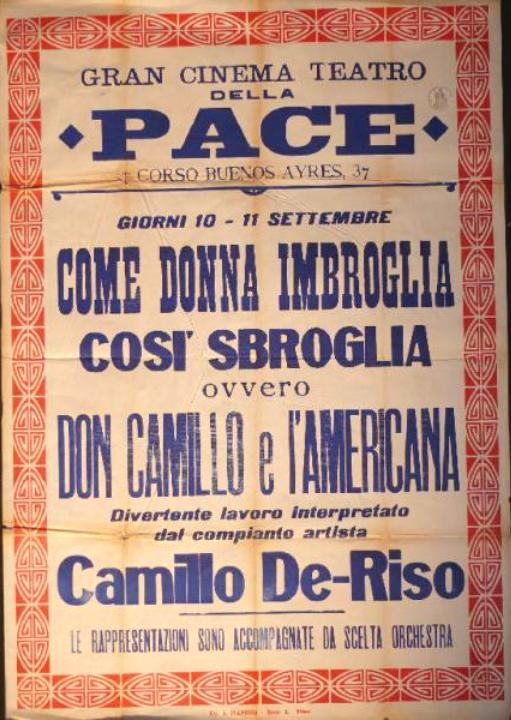 GRAN CINEMA TEATRO
DELLA
PACE
CORSO BUENOS AYRES, 37
GIORNI 10 - 11 SETTEMBRE
COME DONNA IMBROGLIA
COSI' SBROGLIA
ovvero
DON CAMILLO e l'AMERICANA
Divertente lavoro interpretato
dal compianto artista
Camillo De-Riso
LE RAPPRESENTAZIONI SONO ACCOMPAGNATE DA SCELTA ORCHESTRA